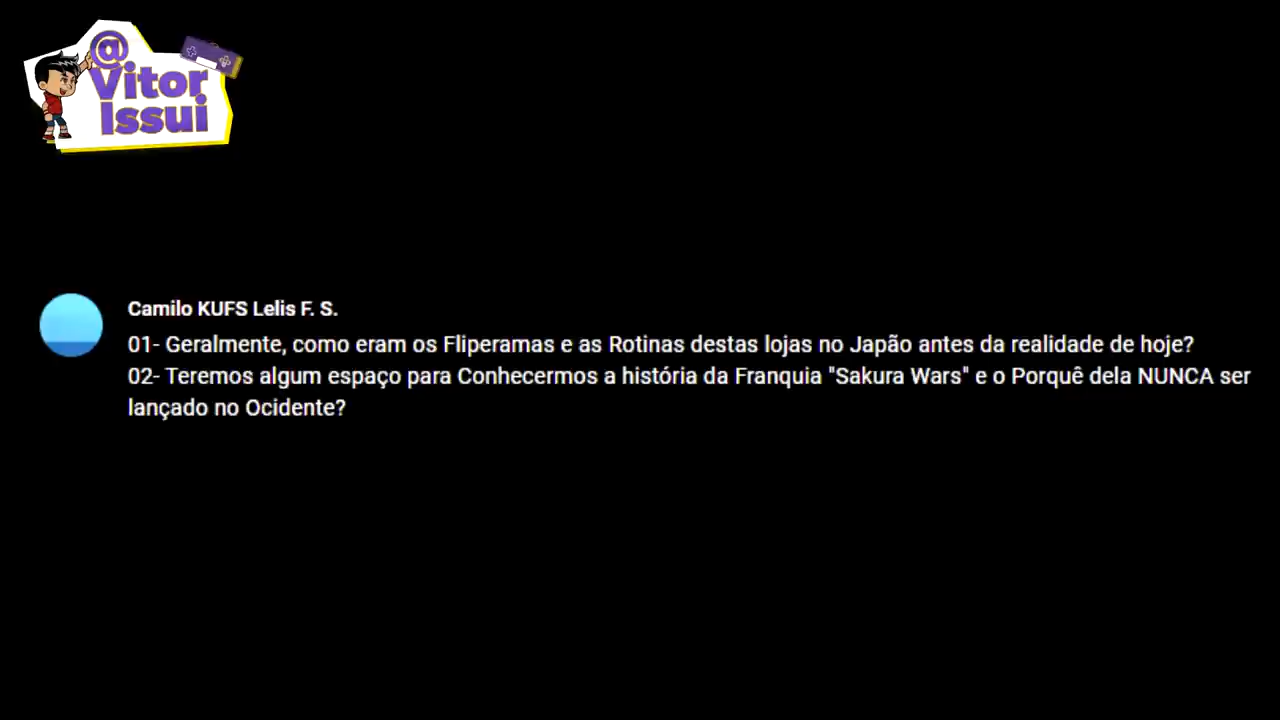 @
Vitor
Issui
Camilo KUFS Lelis F. S.
01- Geralmente, como eram os Fliperamas e as Rotinas destas lojas no Japão antes da realidade de hoje?
02- Teremos algum espaço para Conhecermos a história da Franquia "Sakura Wars" e o Porquê dela NUNCA ser
lançado no Ocidente?